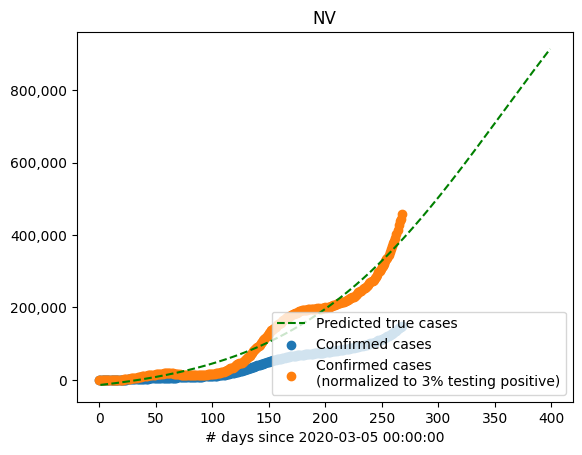 NV
800,000
600,000
400,000
200,000
0
Predicted true cases
Confirmed cases
Confirmed cases
(normalized to 3% testing positive)
0 50 100 150 200 250 300 350 400
# days since 2020-03-05 00:00:00